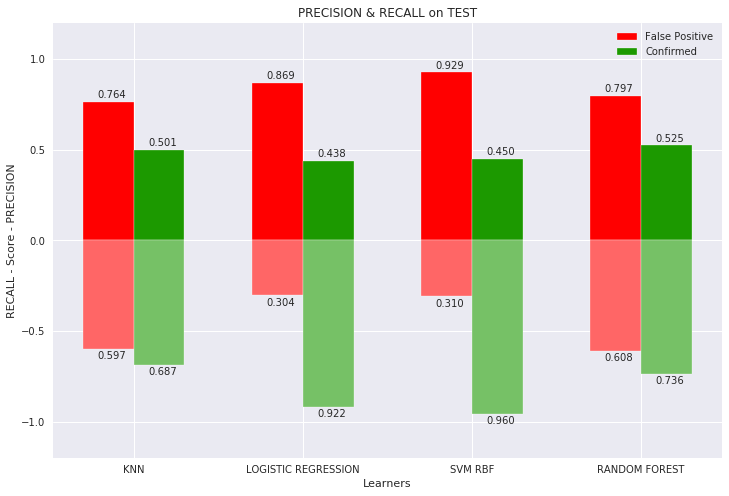 PRECISION & RECALL on TEST
False Positive
Confirmed
1.0
0.5
0.0
−0.5
−1.0
RECALL - Score - PRECISION
0.764
0.501
0.869
0.438
0.929
0.450
0.797
0.525
0.597
0.687
0.304
0.922
0.310
0.960
0.608
0.736
KNN
LOGISTIC REGRESSION
SVM RBF
RANDOM FOREST
Learners